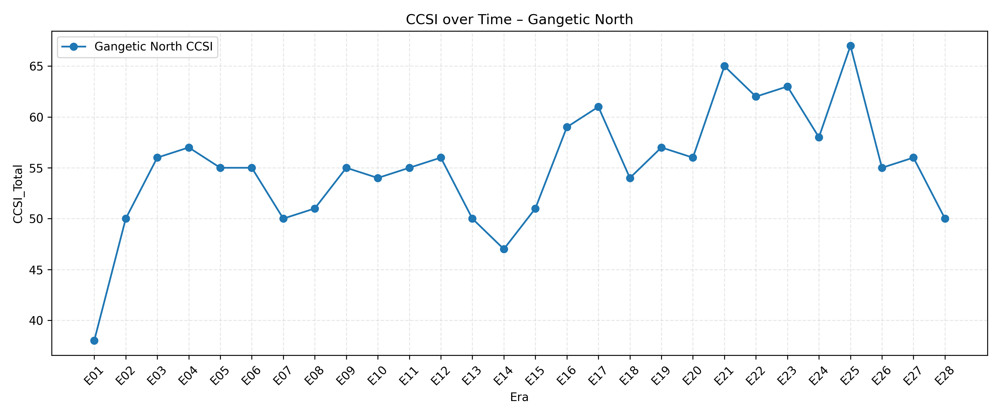 CCSI over Time – Gangetic North
Gangetic North CCSI
CCSI_Total
65
60
55
50
45
40
E01 E02 E03 E04 E05 E06 E07 E08 E09 E10 E11 E12 E13 E14 E15 E16 E17 E18 E19 E20 E21 E22 E23 E24 E25 E26 E27 E28
Era